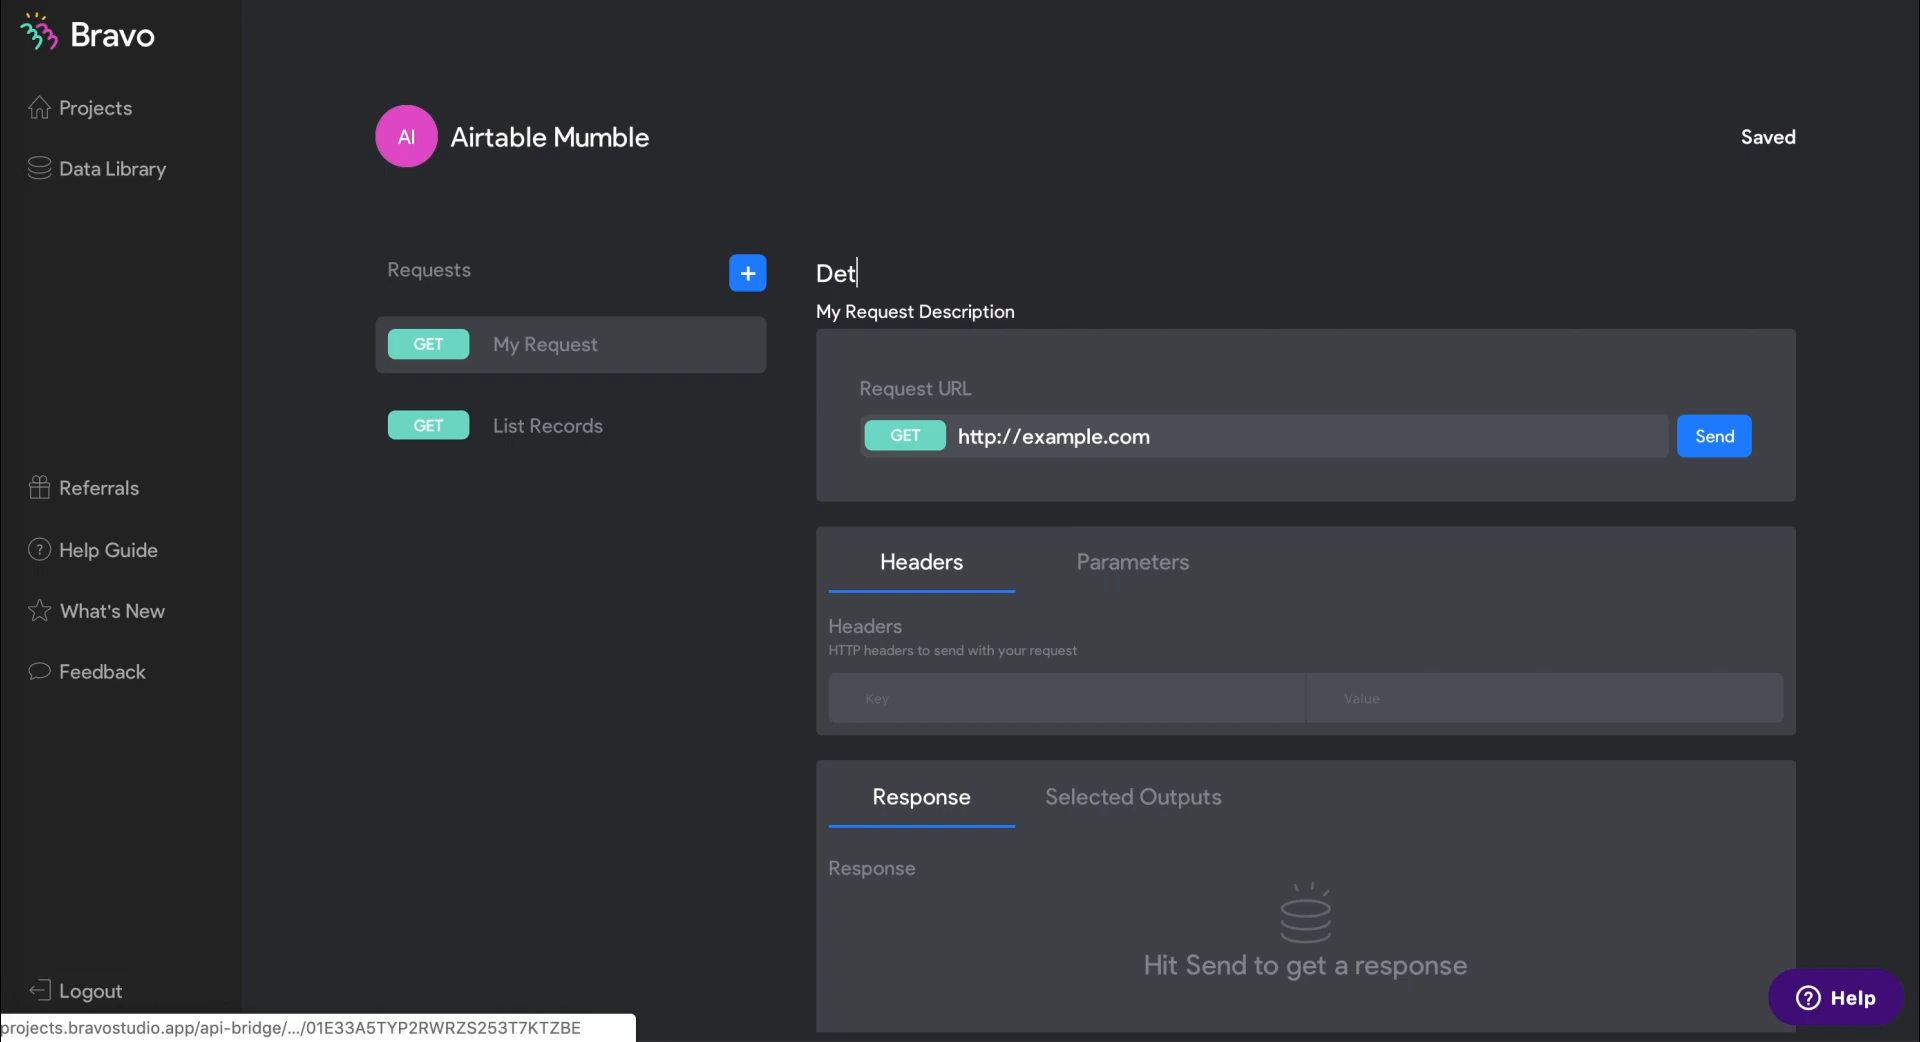 Bravo
Projects
Data Library
Referrals
Help Guide
What's New
Feedback
Logout
projects.bravostudio.app/api-bridge/.../01E33A5TYP2RWRZS253T7KTZBE
AI
Airtable Mumble
Saved
Requests
+
GET My Request
GET List Records
Det
My Request Description
Request URL
GET http://example.com Send
Headers Parameters
Headers
HTTP headers to send with your request
Key Value
Response Selected Outputs
Response
Hit Send to get a response
? Help